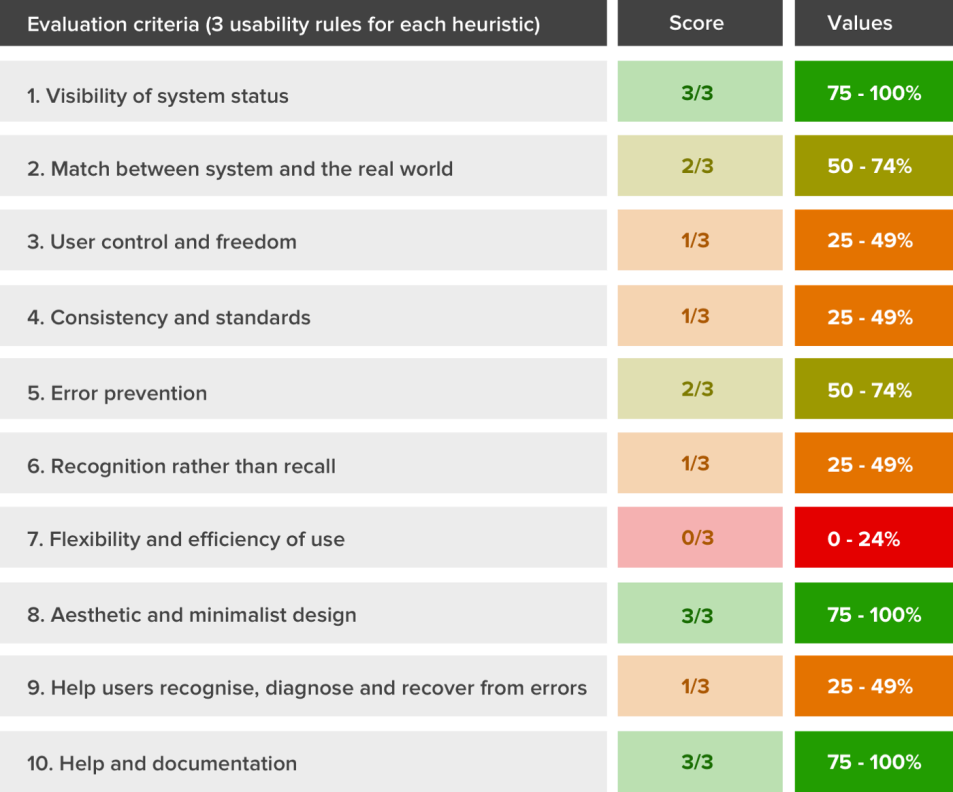 Evaluation criteria (3 usability rules for each heuristic) Score Values
1. Visibility of system status 3/3 75 - 100%
2. Match between system and the real world 2/3 50 - 74%
3. User control and freedom 1/3 25 - 49%
4. Consistency and standards 1/3 25 - 49%
5. Error prevention 2/3 50 - 74%
6. Recognition rather than recall 1/3 25 - 49%
7. Flexibility and efficiency of use 0/3 0 - 24%
8. Aesthetic and minimalist design 3/3 75 - 100%
9. Help users recognise, diagnose and recover from errors 1/3 25 - 49%
10. Help and documentation 3/3 75 - 100%